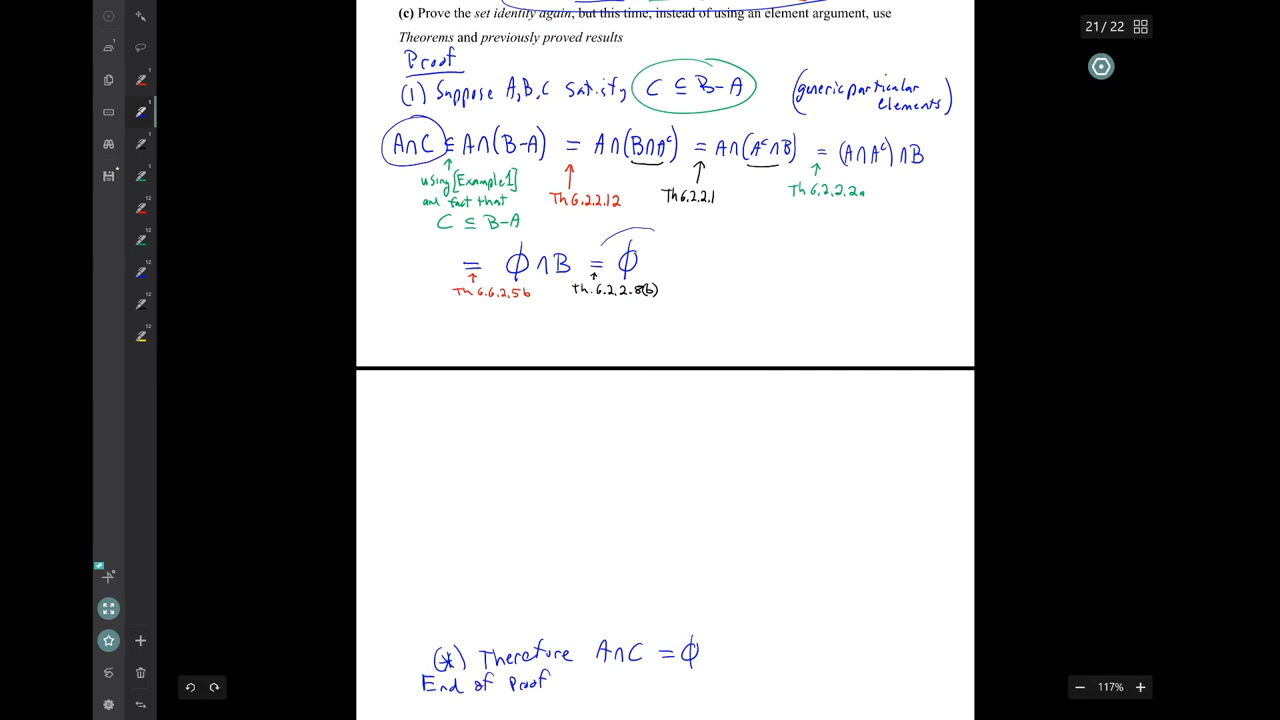 (c) Prove the set identity again, but this time, instead of using an element argument, use
Theorems and previously proved results
Proof
(1) Suppose A, B, C satisfy C ⊆ B-A (generic particular
elements)
A∩C ⊆ A∩(B-A) = A∩(B∩Aᶜ) = A∩(Aᶜ∩B) = (A∩Aᶜ)∩B
using [Example 1] Th 6.2.2.12 Th 6.2.2.1 Th 6.2.2.2a
and fact that
C ⊆ B-A
= ϕ∩B = ϕ
Th 6.6.2.5b Th. 6.2.2.8(b)
(*) Therefore A∩C = ϕ
End of Proof
21/22
117%